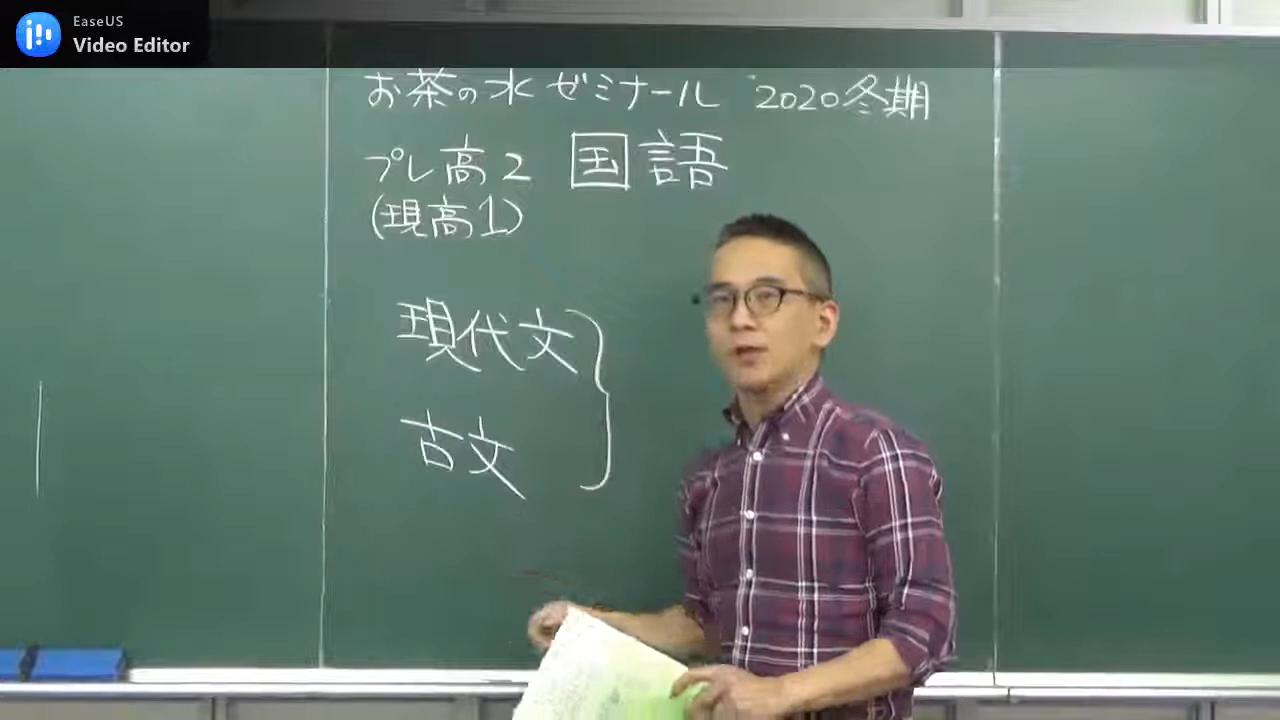 EaseUS
Video Editor
お茶の水ゼミナール 2020冬期
プレ高2 国語
(現高1)
現代文
古文